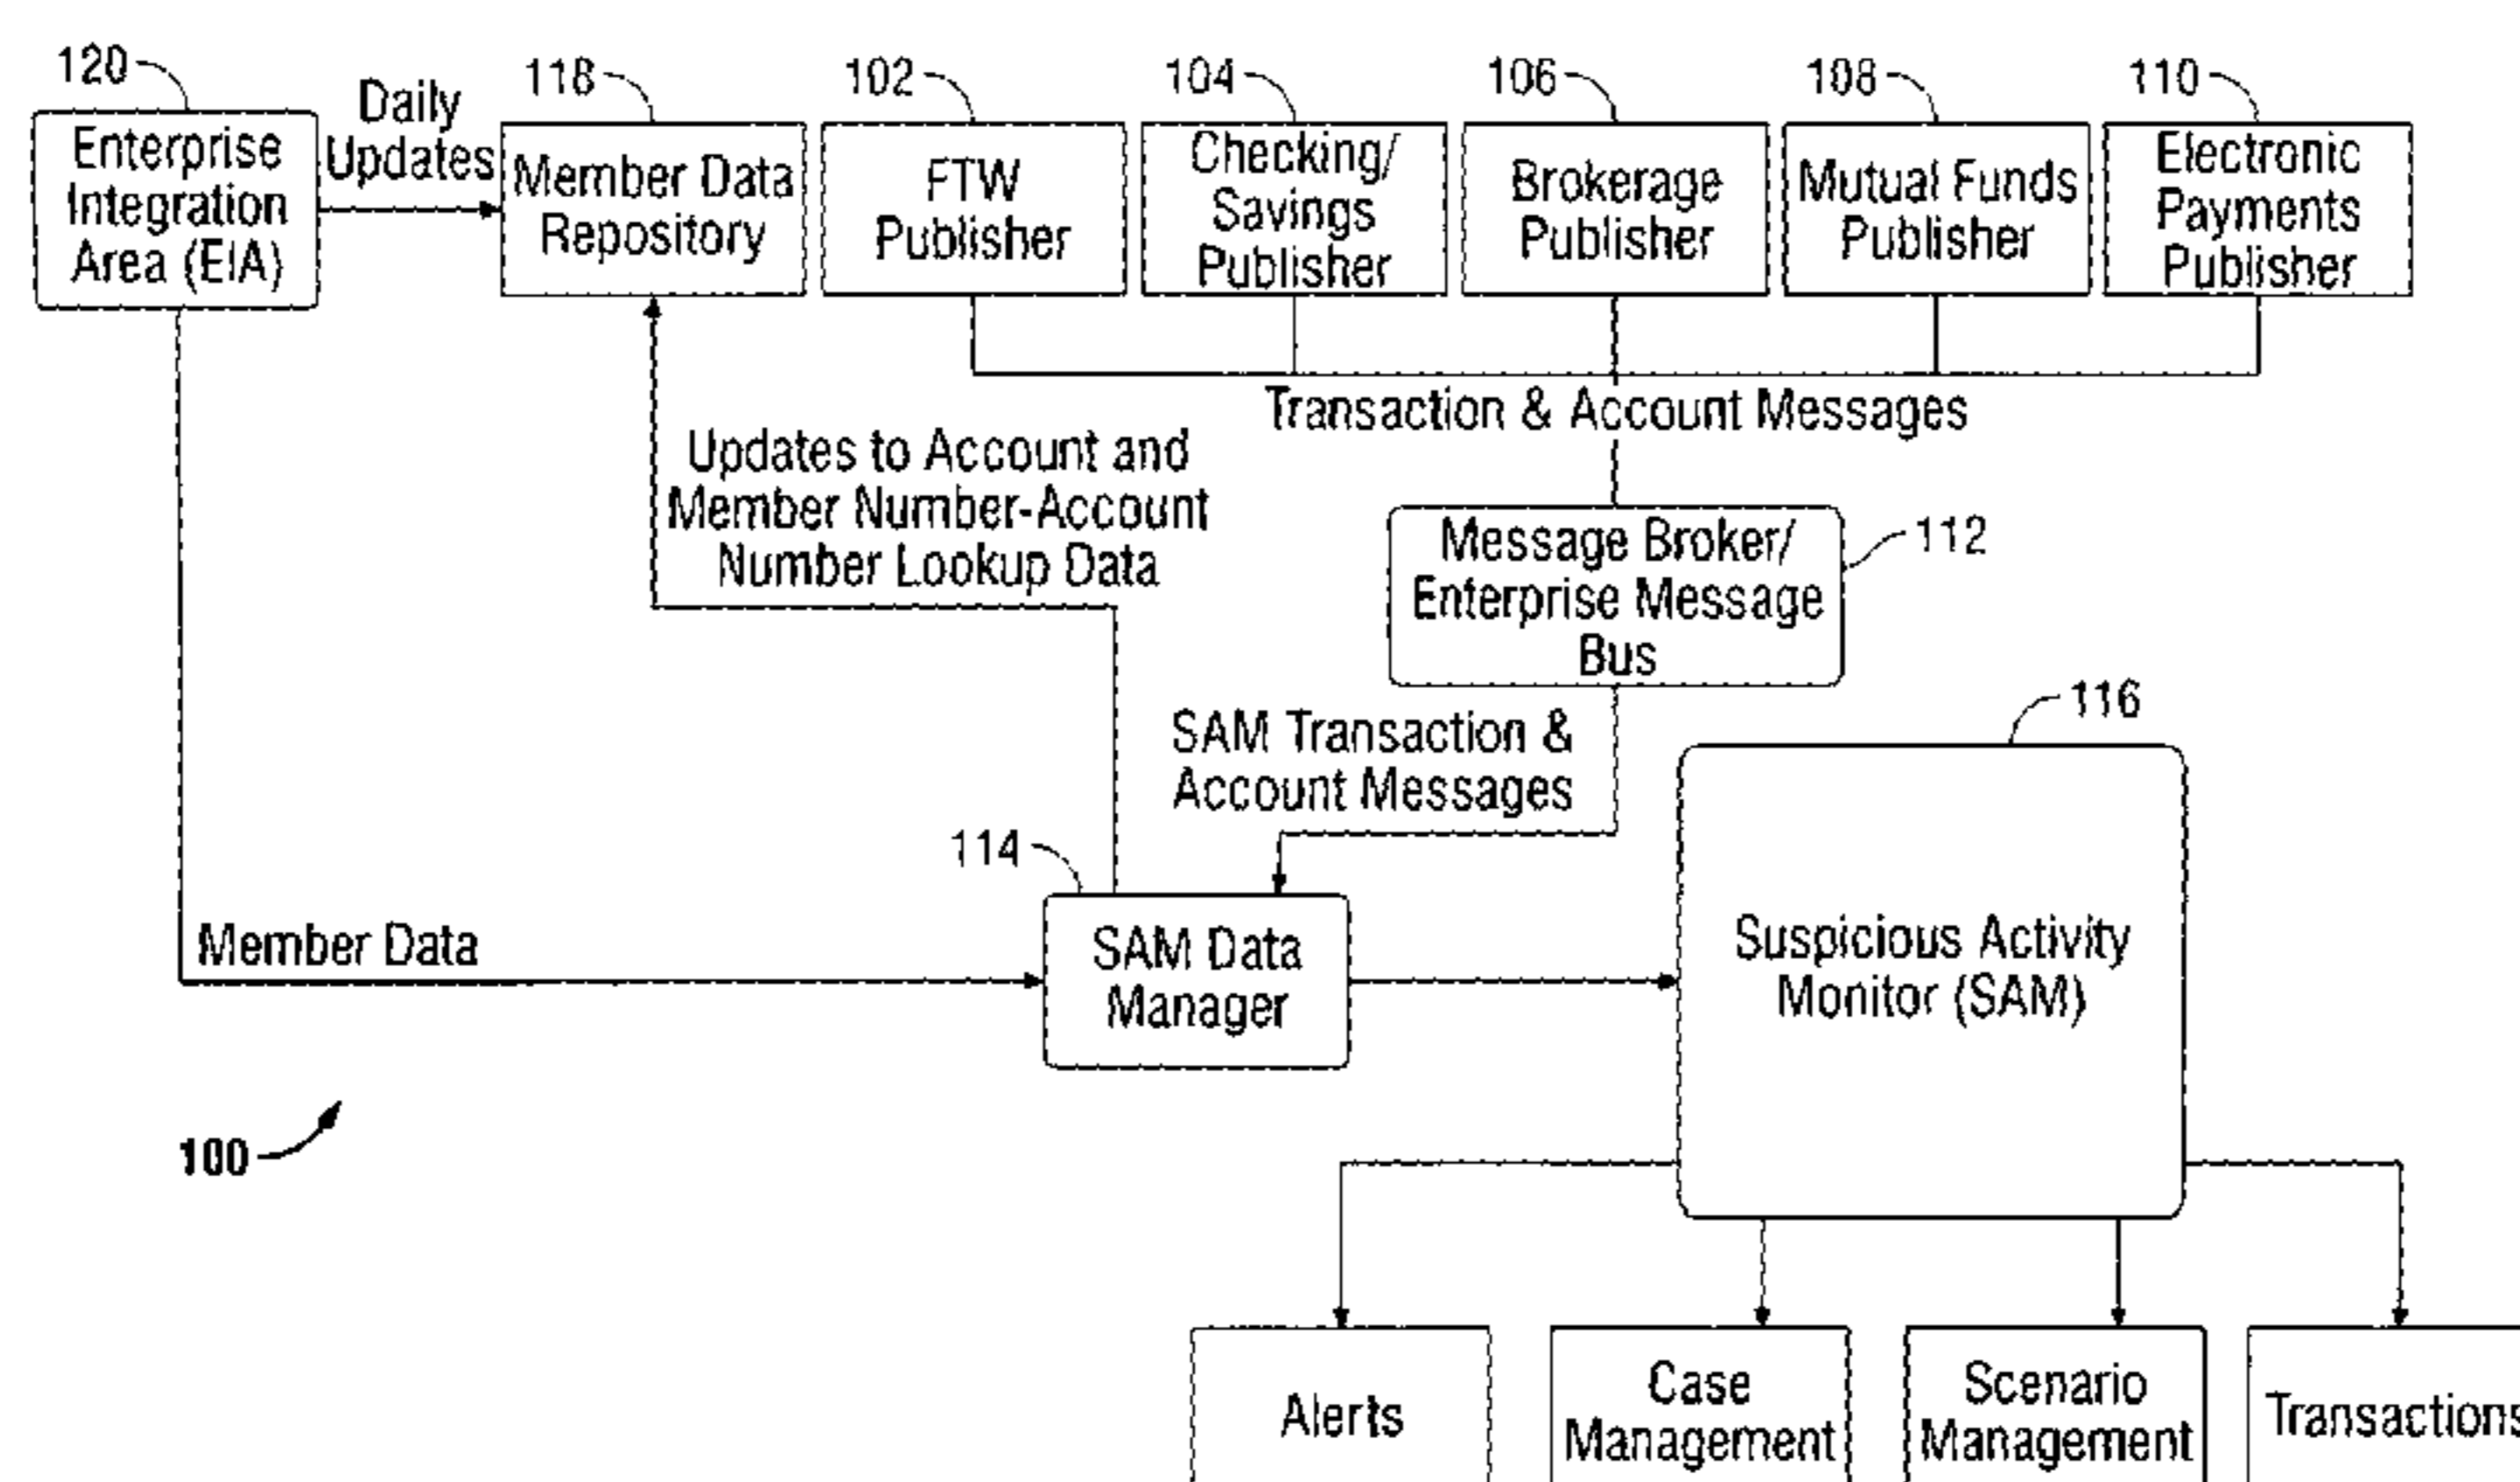 120
Enterprise
Integration
Area (EIA)
Daily
Updates
118
Member Data
Repository
102
FTW
Publisher
104
Checking/
Savings
Publisher
106
Brokerage
Publisher
108
Mutual Funds
Publisher
110
Electronic
Payments
Publisher
Transaction & Account Messages
Updates to Account and
Member Number-Account
Number Lookup Data
Message Broker/
Enterprise Message
Bus
112
SAM Transaction &
Account Messages
116
114
Member Data
SAM Data
Manager
Suspicious Activity
Monitor (SAM)
100
Alerts
Case
Management
Scenario
Management
Transactions